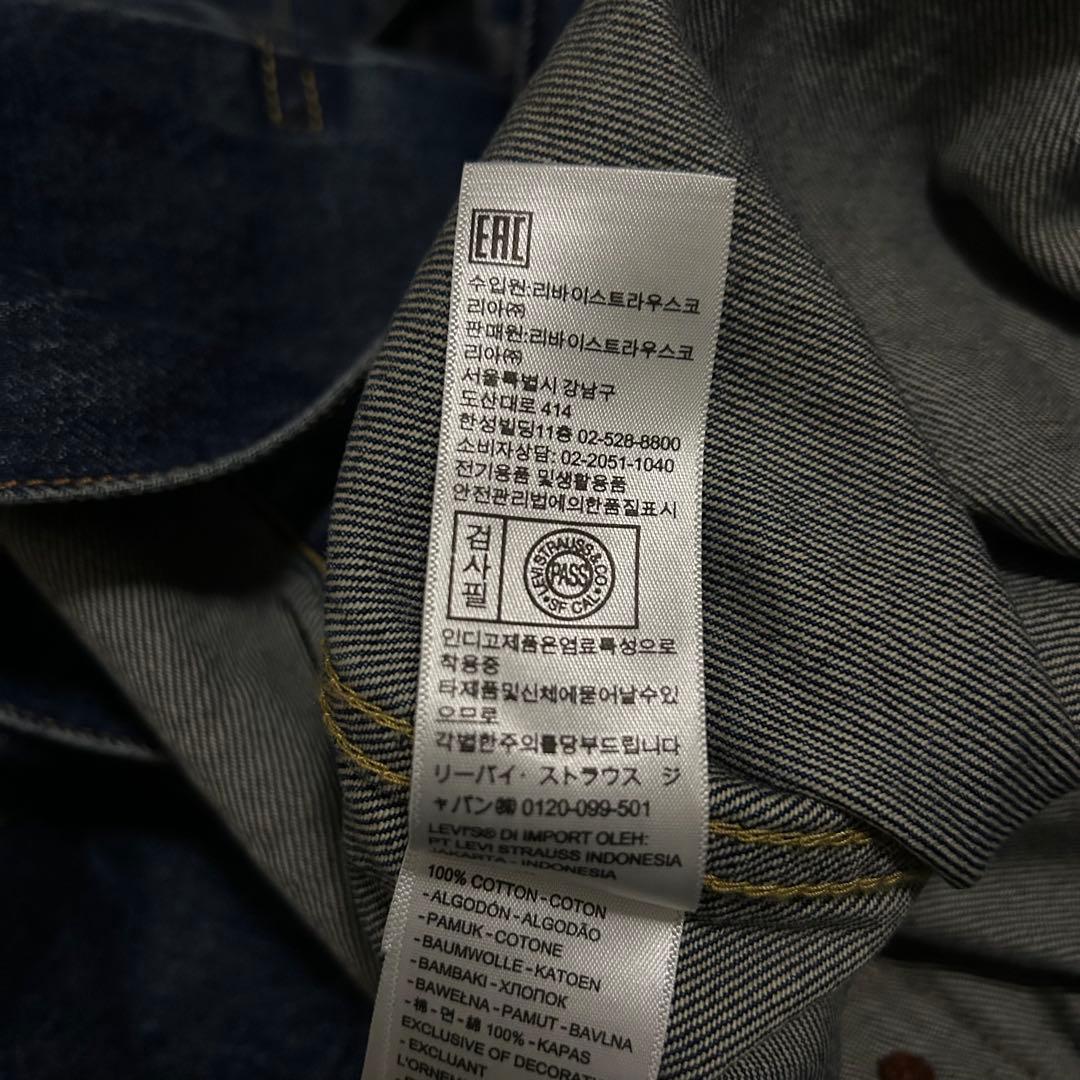 EAC
수입원:리바이스트라우스코
리아㈜
판매원:리바이스트라우스코
리아㈜
서울특별시 강남구
도산대로 414
한성빌딩11층 02-528-8800
소비자상담: 02-2051-1040
전기용품 및생활용품
안전관리법에의한품질표시
검사필
LEVI STRAUSS & CO
PASS
SF CAL
인디고제품은염료특성으로
착용중
타제품및신체에묻어날수있
으므로
각별한주의를당부드립니다
リーバイ・ストラウス ジ
ャパン㈱ 0120-099-501
LEVI'S® DI IMPORT OLEH:
PT LEVI STRAUSS INDONESIA
JAKARTA - INDONESIA
100% COTTON - COTON
- ALGODÓN - ALGODÃO
- PAMUK - COTONE
- BAUMWOLLE - KATOEN
- BAMBAKI - ХЛОПОК
- BAWEŁNA - PAMUT - BAVLNA
- 棉 - 면 - 綿 100% - KAPAS
EXCLUSIVE OF
- EXCLUANT